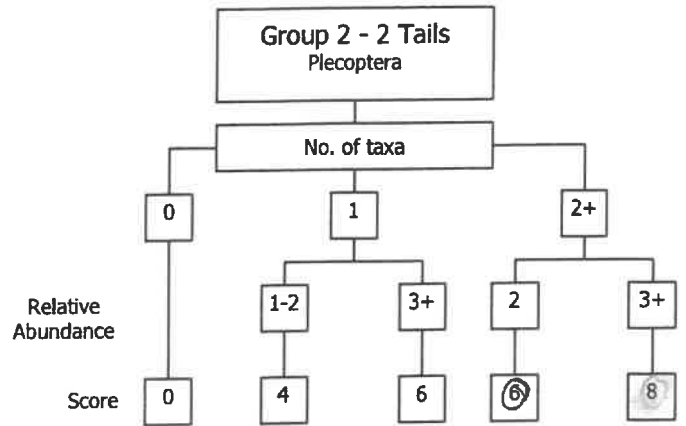 Group 2 - 2 Tails
Plecoptera
No. of taxa
0 1 2+
Relative Abundance
1-2 3+ 2 3+
Score 0 4 6 6 8